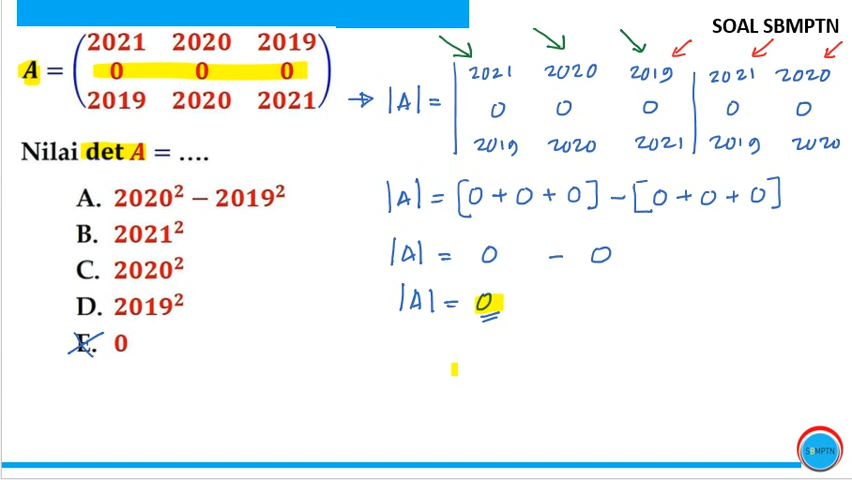 SOAL SBMPTN
A = ( 2021 2020 2019
0 0 0
2019 2020 2021 )
Nilai det A = ....
A. 2020² − 2019²
B. 2021²
C. 2020²
D. 2019²
E. 0
→ |A| = | 2021 2020 2019 | 2021 2020
0 0 0 | 0 0
2019 2020 2021 | 2019 2020
|A| = [0 + 0 + 0] − [0 + 0 + 0]
|A| = 0 − 0
|A| = 0
SBMPTN